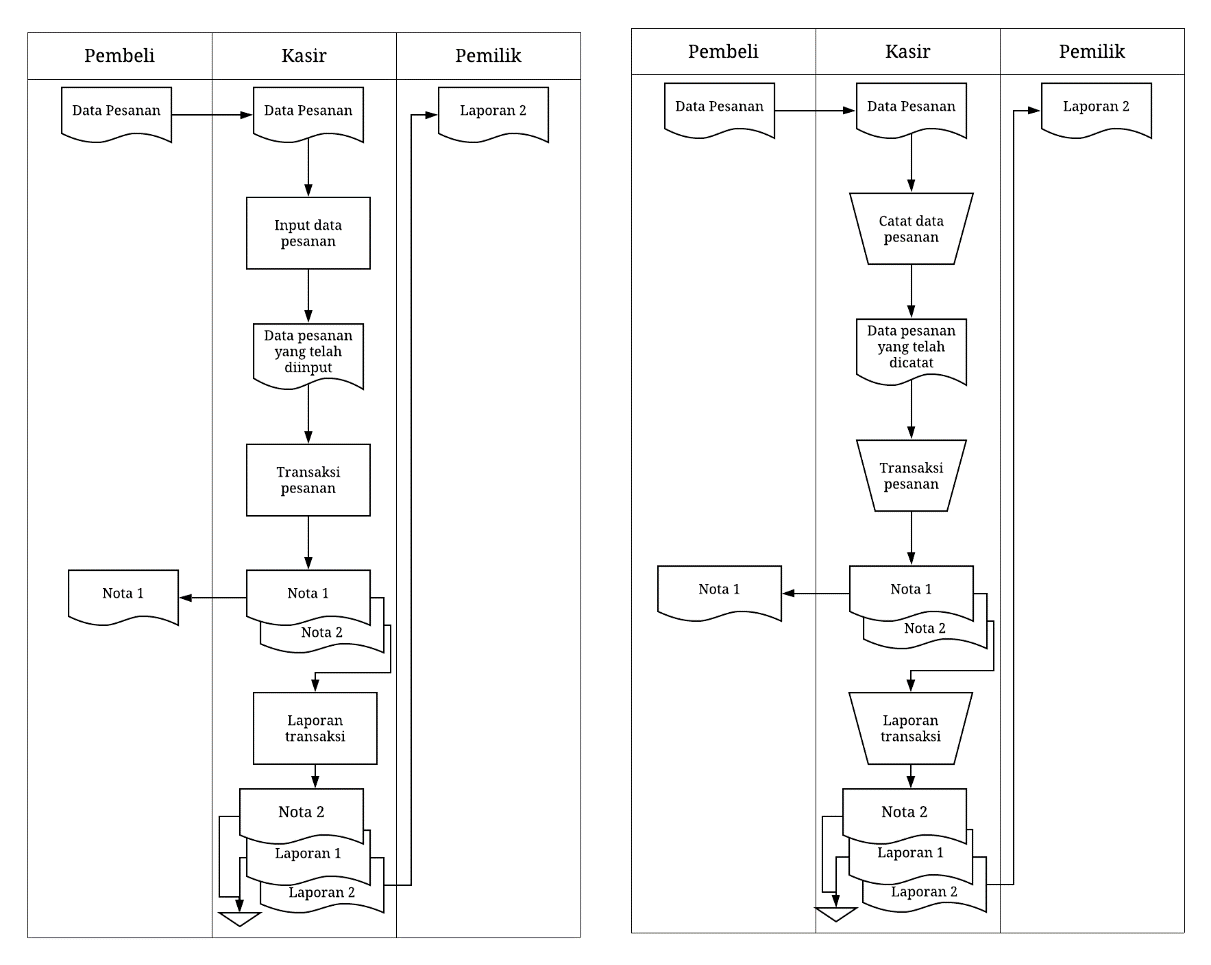 Pembeli
Kasir
Pemilik
Data Pesanan
Data Pesanan
Laporan 2
Input data
pesanan
Data pesanan
yang telah
diinput
Transaksi
pesanan
Nota 1
Nota 1
Nota 2
Laporan
transaksi
Nota 2
Laporan 1
Laporan 2
Pembeli
Kasir
Pemilik
Data Pesanan
Data Pesanan
Laporan 2
Catat data
pesanan
Data pesanan
yang telah
dicatat
Transaksi
pesanan
Nota 1
Nota 1
Nota 2
Laporan
transaksi
Nota 2
Laporan 1
Laporan 2